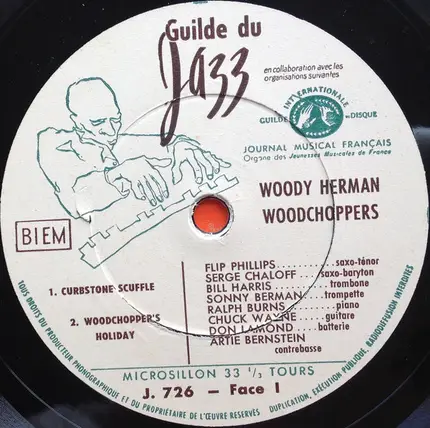 Guilde du
Jazz
en collaboration avec les
organisations suivantes
GUILDE INTERNATIONALE du DISQUE
JOURNAL MUSICAL FRANÇAIS
Organe des Jeunesses Musicales de France
WOODY HERMAN
WOODCHOPPERS
BIEM
1. CURBSTONE SCUFFLE
2. WOODCHOPPER'S
HOLIDAY
FLIP PHILLIPS.......... saxo-ténor
SERGE CHALOFF ... saxo-baryton
BILL HARRIS ......... trombone
SONNY BERMAN ... trompette
RALPH BURNS .......... piano
CHUCK WAYNE ....... guitare
DON LAMOND ....... batterie
ARTIE BERNSTEIN
contrebasse
MICROSILLON 33 1/3 TOURS
J. 726 — Face I
TOUS DROITS DU PRODUCTEUR PHONOGRAPHIQUE ET DU PROPRIÉTAIRE DE L'ŒUVRE RÉSERVÉS
DUPLICATION, EXÉCUTION PUBLIQUE, RADIODIFFUSION INTERDITES